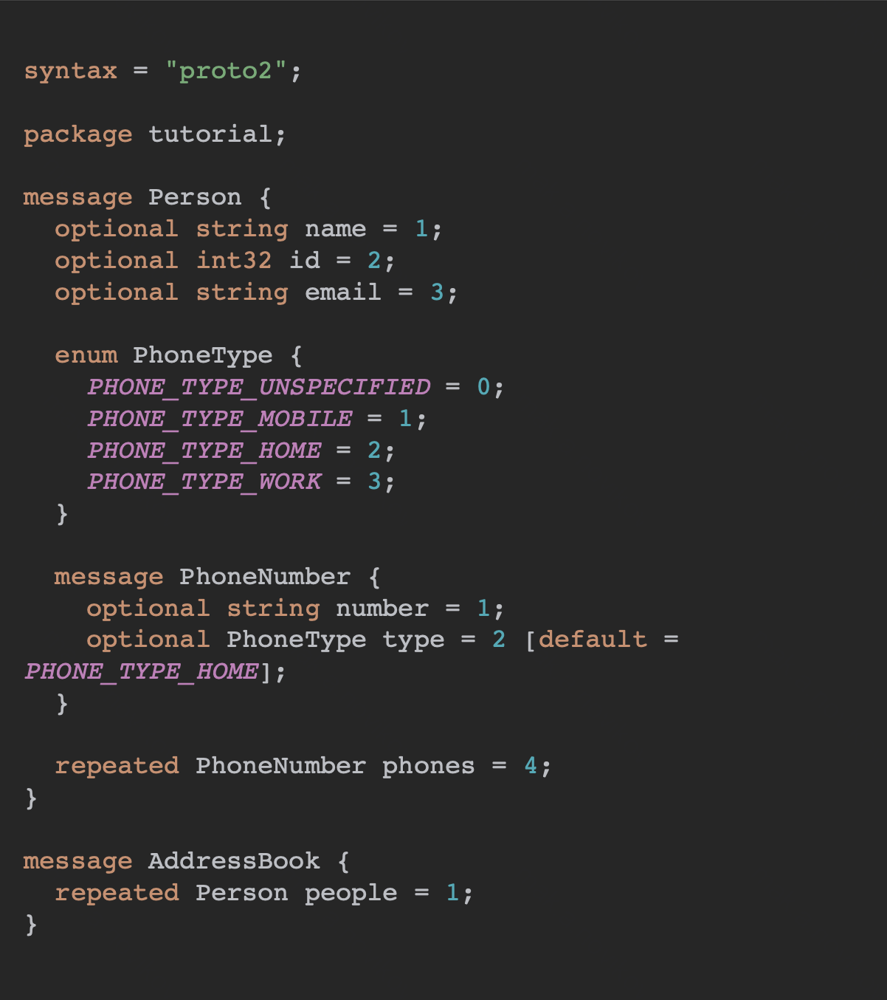 syntax = "proto2";
package tutorial;
message Person {
optional string name = 1;
optional int32 id = 2;
optional string email = 3;
enum PhoneType {
PHONE_TYPE_UNSPECIFIED = 0;
PHONE_TYPE_MOBILE = 1;
PHONE_TYPE_HOME = 2;
PHONE_TYPE_WORK = 3;
}
message PhoneNumber {
optional string number = 1;
optional PhoneType type = 2 [default =
PHONE_TYPE_HOME];
}
repeated PhoneNumber phones = 4;
}
message AddressBook {
repeated Person people = 1;
}